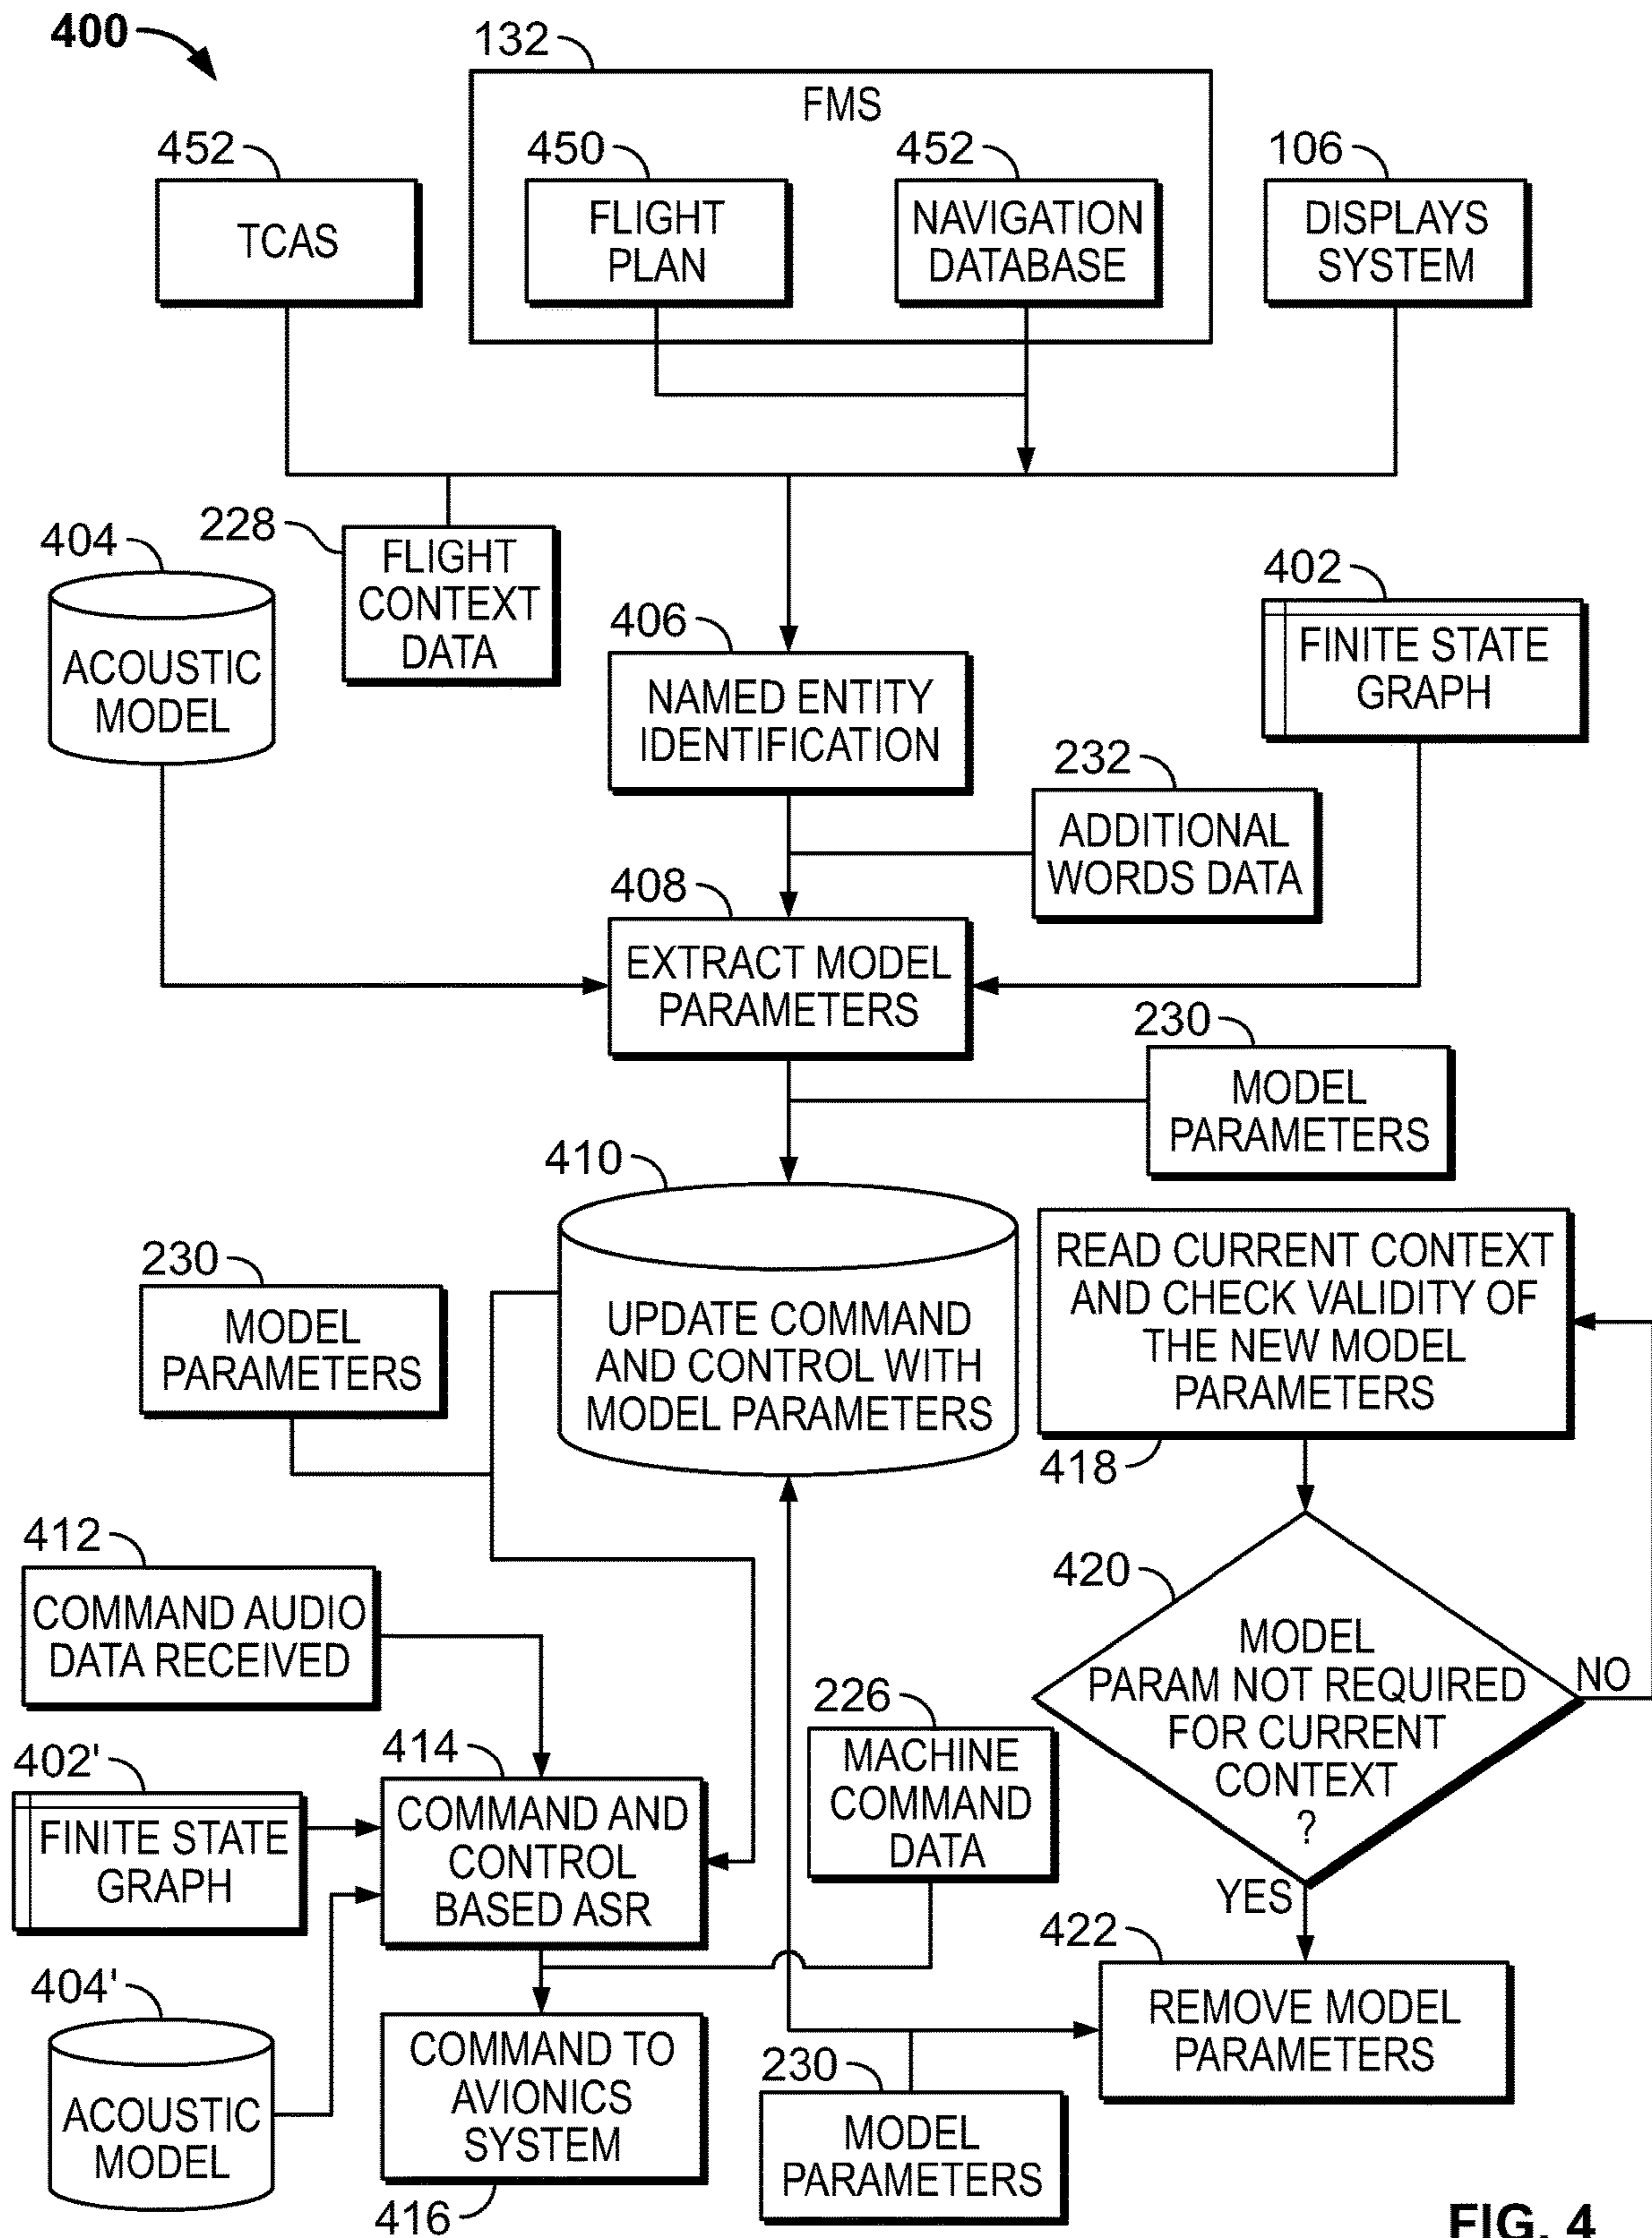 400
132
FMS
452
TCAS
450
FLIGHT
PLAN
452
NAVIGATION
DATABASE
106
DISPLAYS
SYSTEM
228
FLIGHT
CONTEXT
DATA
404
ACOUSTIC
MODEL
406
NAMED ENTITY
IDENTIFICATION
402
FINITE STATE
GRAPH
232
ADDITIONAL
WORDS DATA
408
EXTRACT MODEL
PARAMETERS
230
MODEL
PARAMETERS
410
UPDATE COMMAND
AND CONTROL WITH
MODEL PARAMETERS
READ CURRENT CONTEXT
AND CHECK VALIDITY OF
THE NEW MODEL
PARAMETERS
418
230
MODEL
PARAMETERS
412
COMMAND AUDIO
DATA RECEIVED
420
MODEL
PARAM NOT REQUIRED
FOR CURRENT
CONTEXT
?
NO
YES
226
MACHINE
COMMAND
DATA
402'
FINITE STATE
GRAPH
414
COMMAND AND
CONTROL
BASED ASR
422
REMOVE MODEL
PARAMETERS
404'
ACOUSTIC
MODEL
COMMAND TO
AVIONICS
SYSTEM
416
230
MODEL
PARAMETERS
FIG. 4